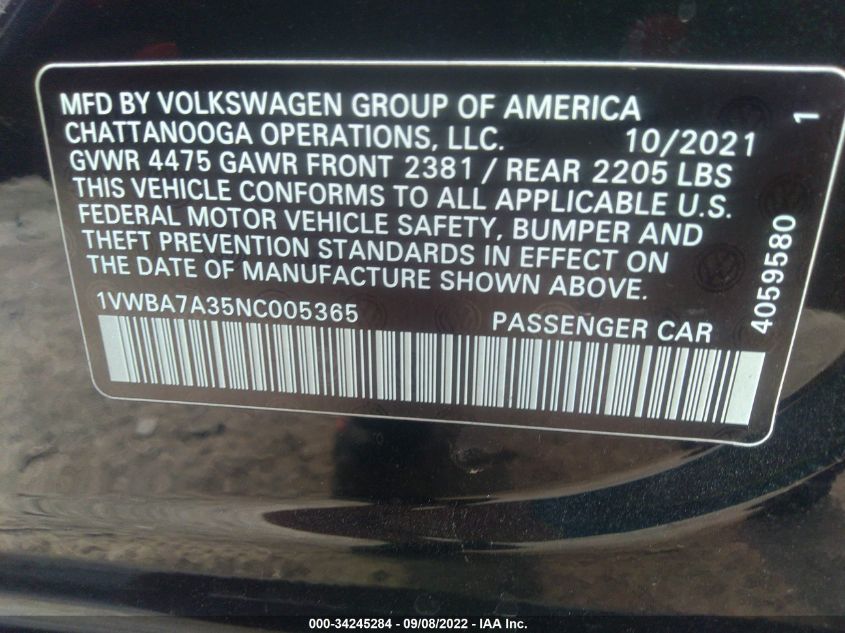 MFD BY VOLKSWAGEN GROUP OF AMERICA
CHATTANOOGA OPERATIONS, LLC. 10/2021
GVWR 4475 GAWR FRONT 2381 / REAR 2205 LBS
THIS VEHICLE CONFORMS TO ALL APPLICABLE U.S.
FEDERAL MOTOR VEHICLE SAFETY, BUMPER AND
THEFT PREVENTION STANDARDS IN EFFECT ON
THE DATE OF MANUFACTURE SHOWN ABOVE.
1VWBA7A35NC005365 PASSENGER CAR
4059580 1
000-34245284 - 09/08/2022 - IAA Inc.